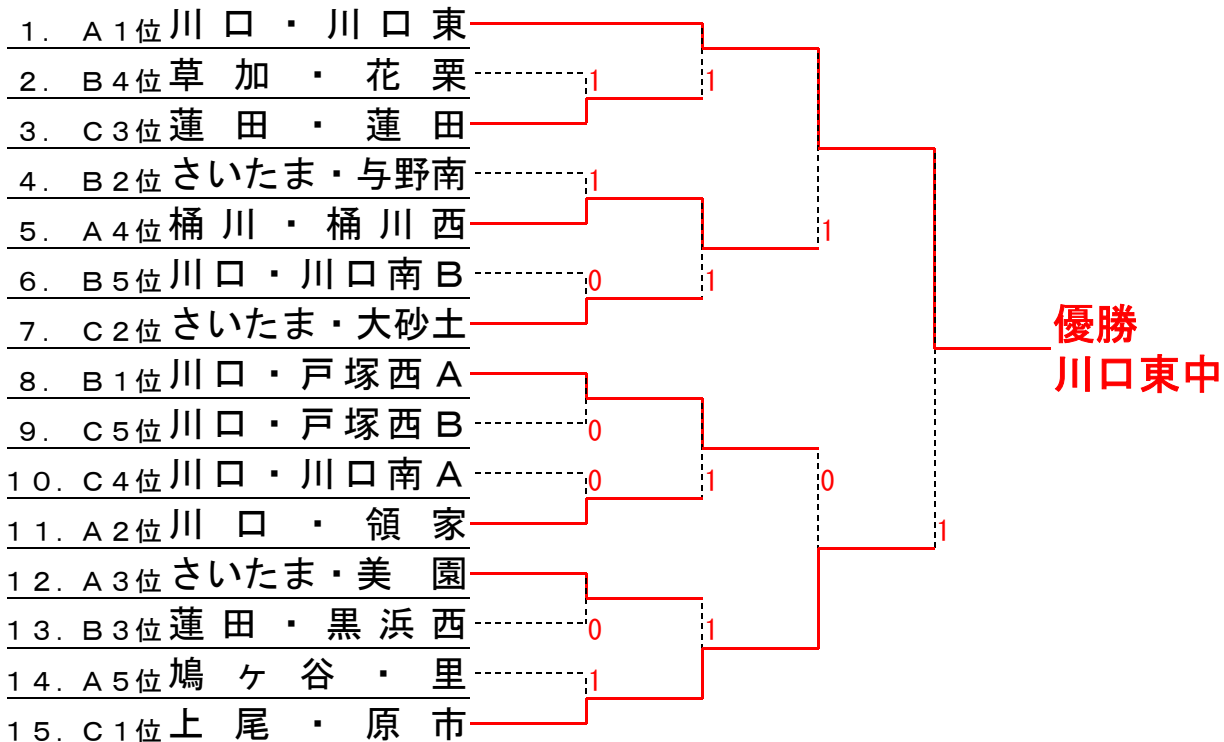 1. A1位 川口・川口東
2. B4位 草加・花栗
3. C3位 蓮田・蓮田
4. B2位 さいたま・与野南
5. A4位 桶川・桶川西
6. B5位 川口・川口南B
7. C2位 さいたま・大砂土
8. B1位 川口・戸塚西A
9. C5位 川口・戸塚西B
10. C4位 川口・川口南A
11. A2位 川口・領家
12. A3位 さいたま・美園
13. B3位 蓮田・黒浜西
14. A5位 鳩ヶ谷・里
15. C1位 上尾・原市
1
1
0
0
0
0
1
1
1
1
1
1
0
1
優勝
川口東中